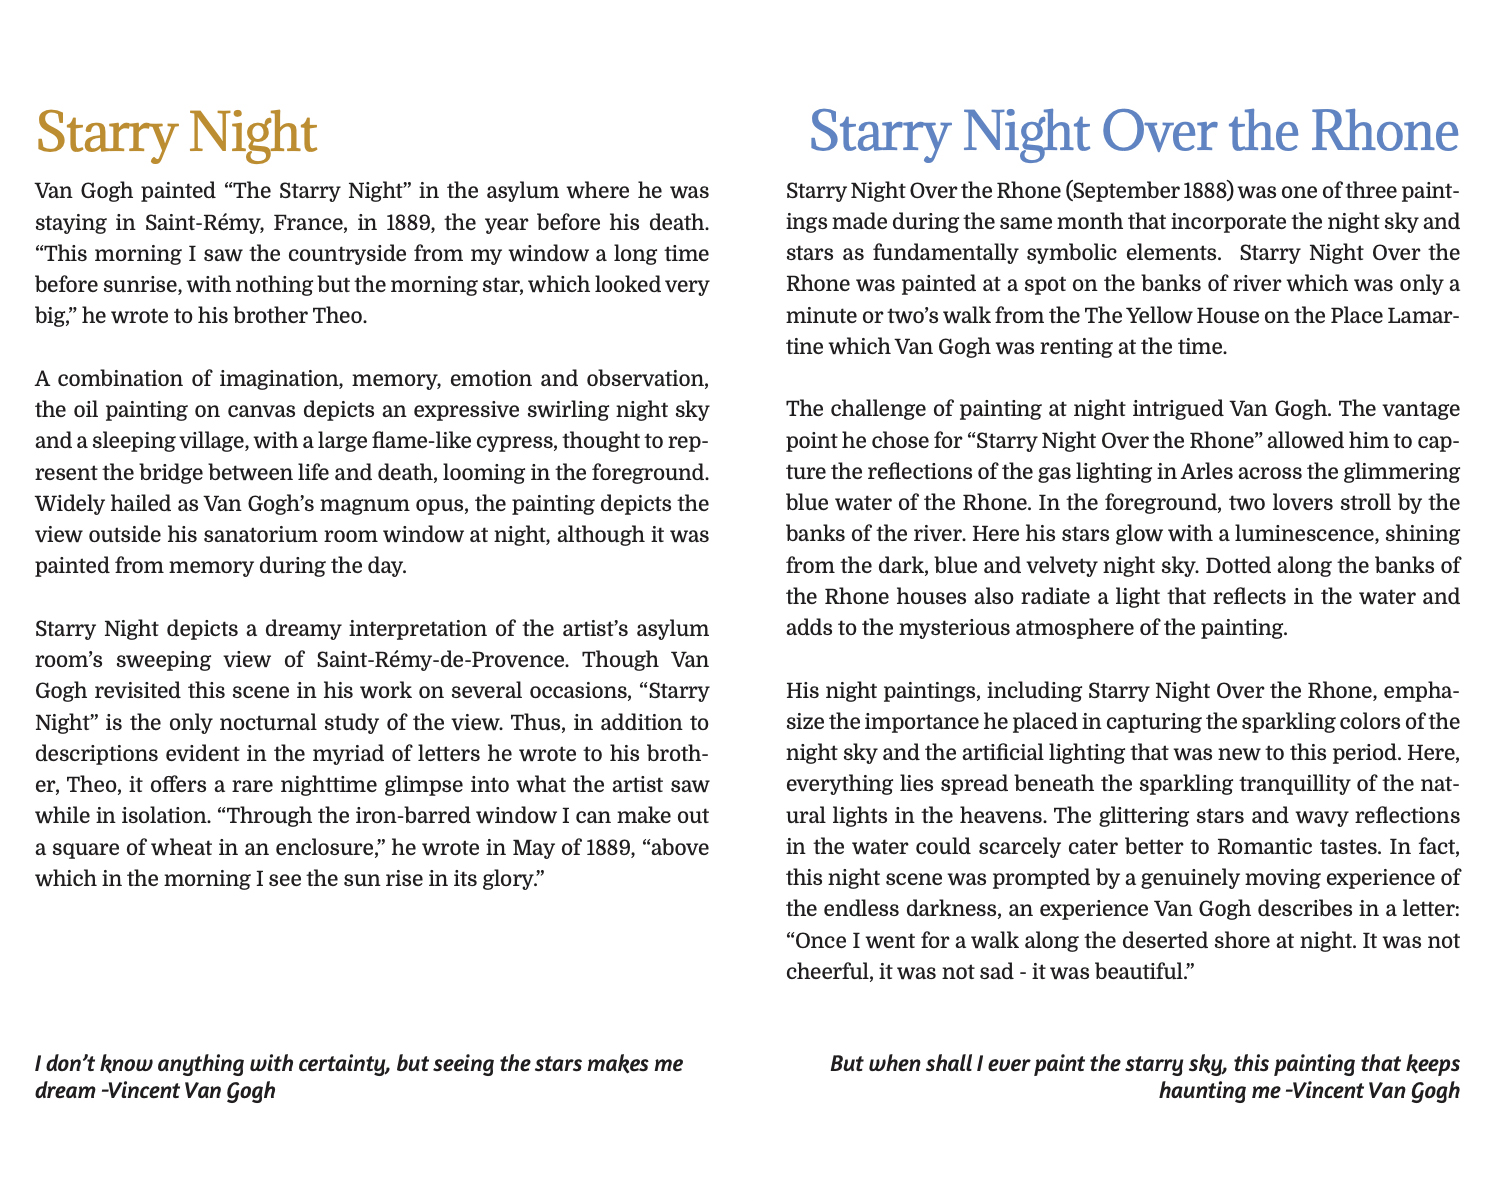 Starry Night
Van Gogh painted “The Starry Night” in the asylum where he was
staying in Saint-Rémy, France, in 1889, the year before his death.
“This morning I saw the countryside from my window a long time
before sunrise, with nothing but the morning star, which looked very
big,” he wrote to his brother Theo.
A combination of imagination, memory, emotion and observation,
the oil painting on canvas depicts an expressive swirling night sky
and a sleeping village, with a large flame-like cypress, thought to rep-
resent the bridge between life and death, looming in the foreground.
Widely hailed as Van Gogh’s magnum opus, the painting depicts the
view outside his sanatorium room window at night, although it was
painted from memory during the day.
Starry Night depicts a dreamy interpretation of the artist’s asylum
room’s sweeping view of Saint-Rémy-de-Provence. Though Van
Gogh revisited this scene in his work on several occasions, “Starry
Night” is the only nocturnal study of the view. Thus, in addition to
descriptions evident in the myriad of letters he wrote to his broth-
er, Theo, it offers a rare nighttime glimpse into what the artist saw
while in isolation. “Through the iron-barred window I can make out
a square of wheat in an enclosure,” he wrote in May of 1889, “above
which in the morning I see the sun rise in its glory.”
I don’t know anything with certainty, but seeing the stars makes me
dream -Vincent Van Gogh
Starry Night Over the Rhone
Starry Night Over the Rhone (September 1888) was one of three paint-
ings made during the same month that incorporate the night sky and
stars as fundamentally symbolic elements.  Starry Night Over the
Rhone was painted at a spot on the banks of river which was only a
minute or two’s walk from the The Yellow House on the Place Lamar-
tine which Van Gogh was renting at the time.
The challenge of painting at night intrigued Van Gogh. The vantage
point he chose for “Starry Night Over the Rhone” allowed him to cap-
ture the reflections of the gas lighting in Arles across the glimmering
blue water of the Rhone. In the foreground, two lovers stroll by the
banks of the river. Here his stars glow with a luminescence, shining
from the dark, blue and velvety night sky. Dotted along the banks of
the Rhone houses also radiate a light that reflects in the water and
adds to the mysterious atmosphere of the painting.
His night paintings, including Starry Night Over the Rhone, empha-
size the importance he placed in capturing the sparkling colors of the
night sky and the artificial lighting that was new to this period. Here,
everything lies spread beneath the sparkling tranquillity of the nat-
ural lights in the heavens. The glittering stars and wavy reflections
in the water could scarcely cater better to Romantic tastes. In fact,
this night scene was prompted by a genuinely moving experience of
the endless darkness, an experience Van Gogh describes in a letter:
“Once I went for a walk along the deserted shore at night. It was not
cheerful, it was not sad - it was beautiful.”
But when shall I ever paint the starry sky, this painting that keeps
haunting me -Vincent Van Gogh